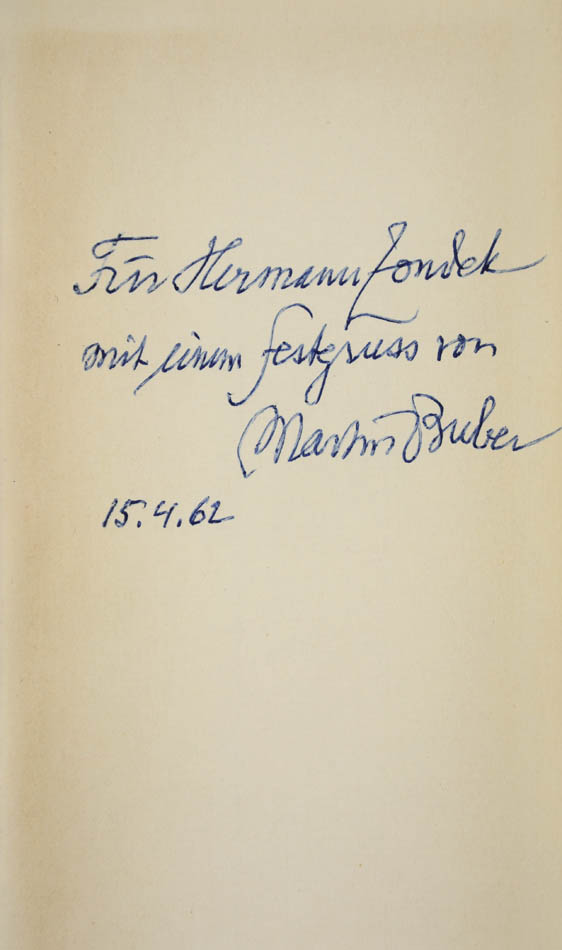 Für Hermann Zondek
mit einem Festgruss von
Martin Buber
15.4.62